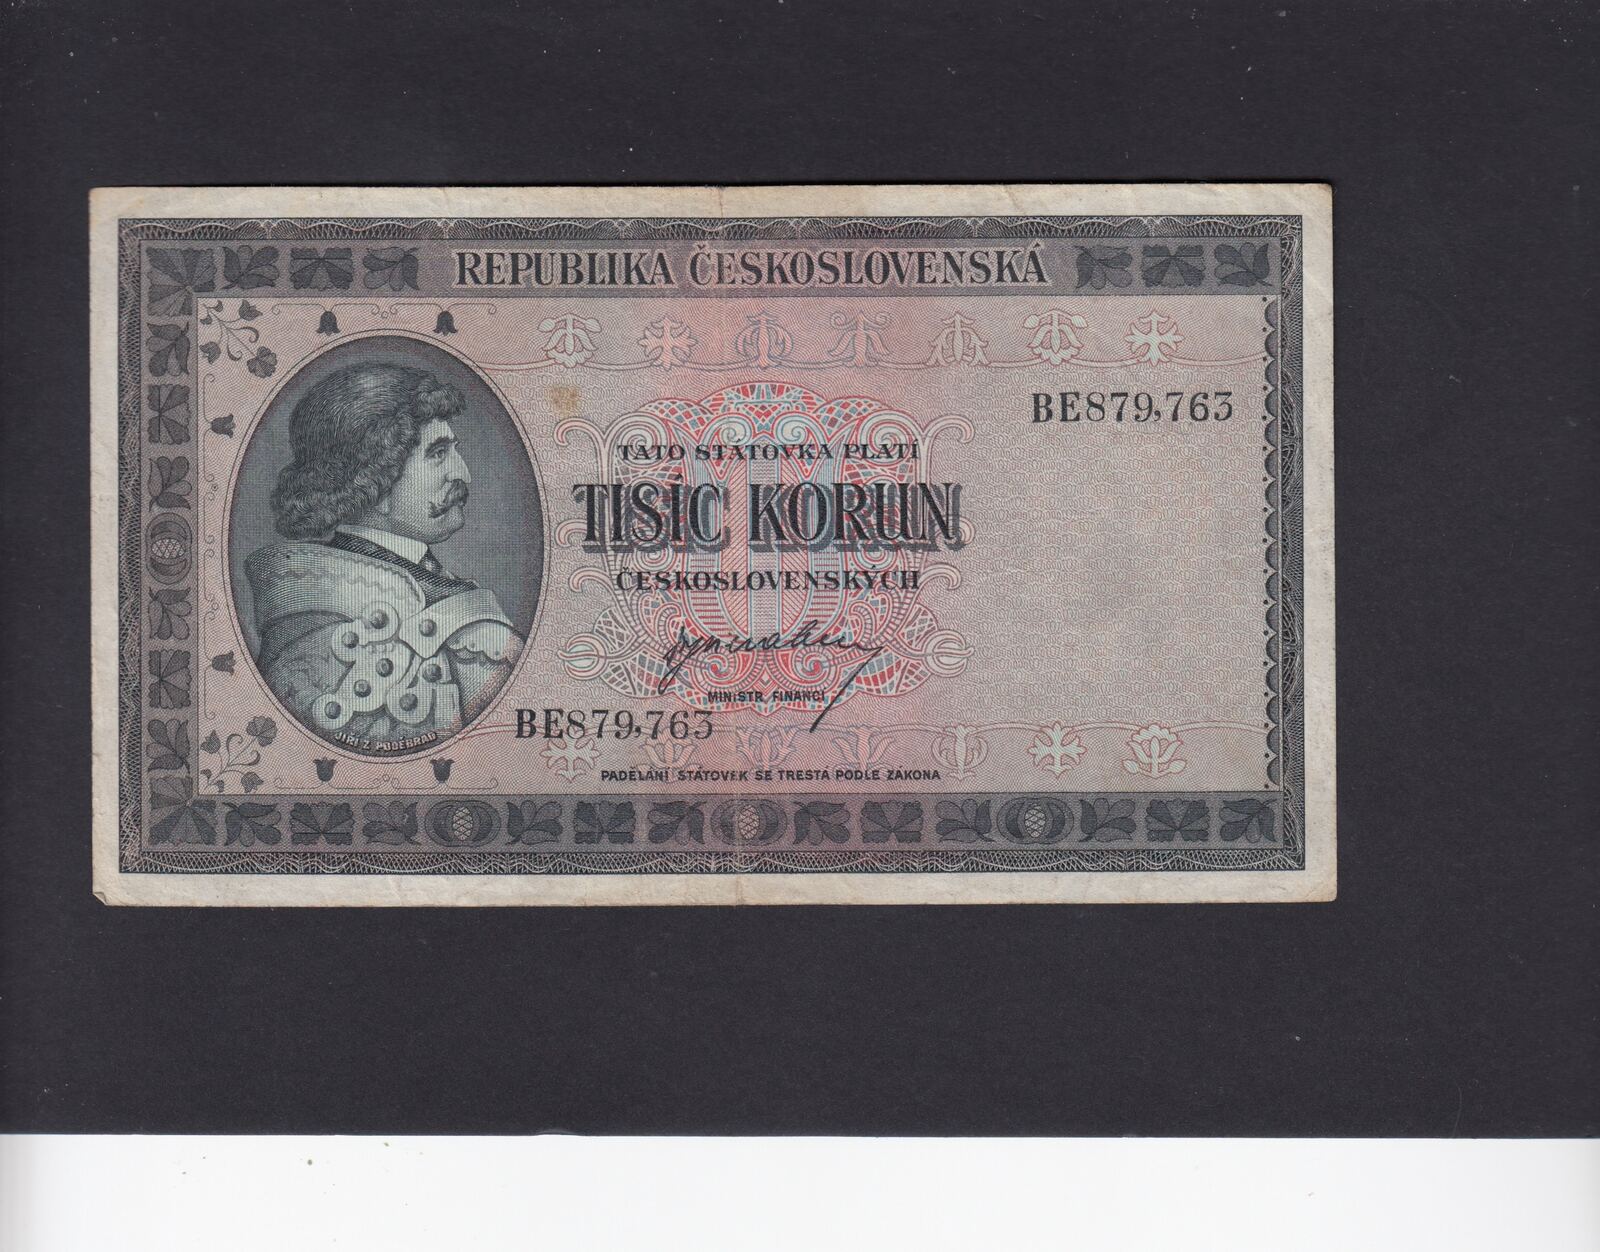 REPUBLIKA ČESKOSLOVENSKÁ
BE879,763
TATO STÁTOVKA PLATÍ
TISÍC KORUN
ČESKOSLOVENSKÝCH
MINISTR FINANCÍ
BE879,763
JIŘÍ Z PODĚBRAD
PADĚLÁNÍ STÁTOVEK SE TRESTÁ PODLE ZÁKONA